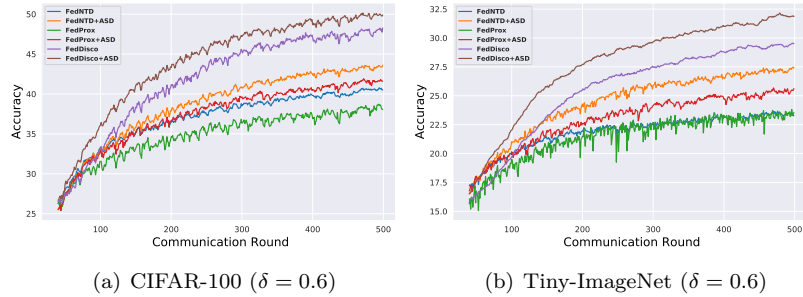 FedNTD
FedNTD+ASD
FedProx
FedProx+ASD
FedDisco
FedDisco+ASD
50
45
40
35
30
25
Accuracy
100 200 300 400 500
Communication Round
(a) CIFAR-100 (δ = 0.6)
FedNTD
FedNTD+ASD
FedProx
FedProx+ASD
FedDisco
FedDisco+ASD
32.5
30.0
27.5
25.0
22.5
20.0
17.5
15.0
Accuracy
100 200 300 400 500
Communication Round
(b) Tiny-ImageNet (δ = 0.6)